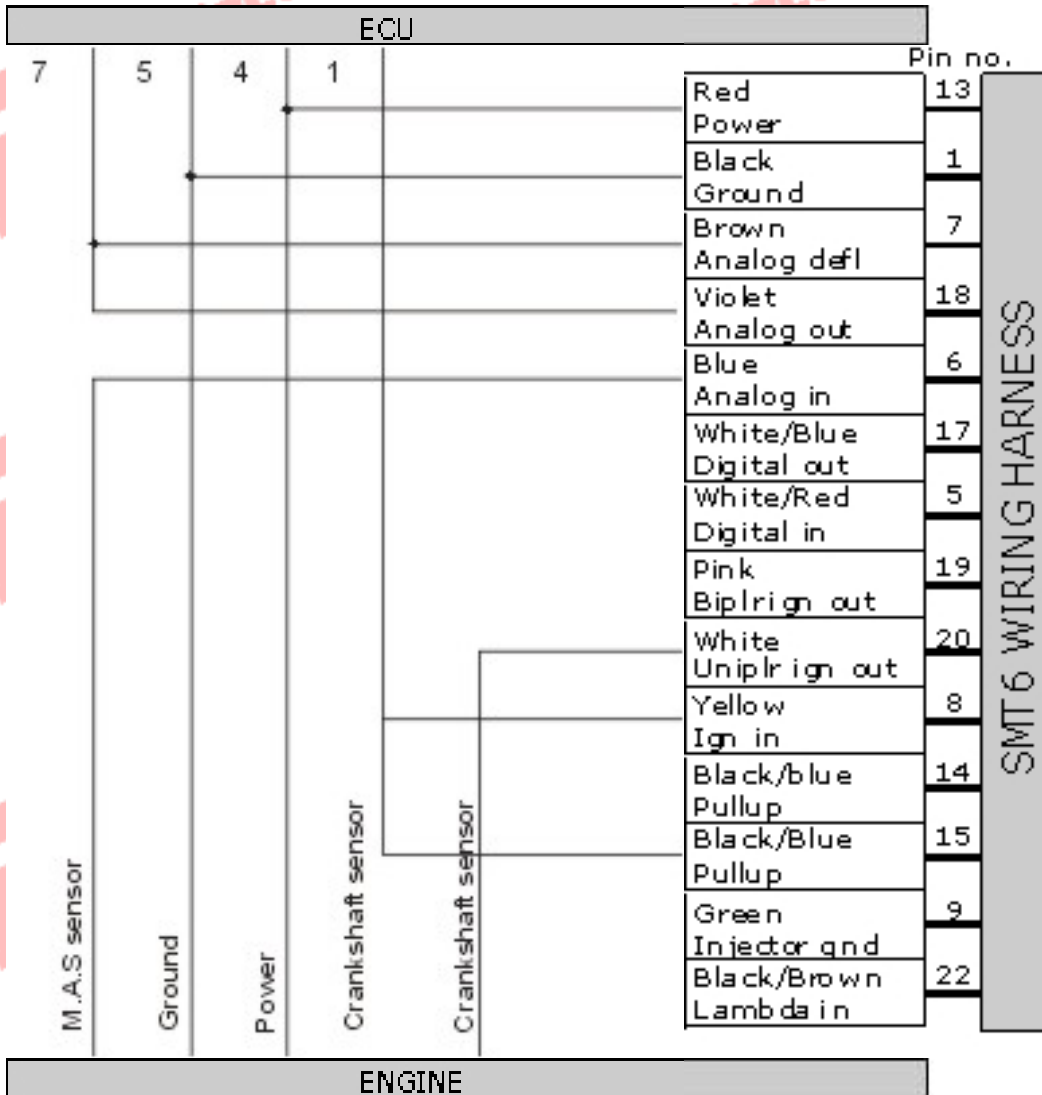 ECU
7 5 4 1
Pin no.
Red 13
Power
Black 1
Ground
Brown 7
Analog defl
Violet 18
Analog out
Blue 6
Analog in
White/Blue 17
Digital out
White/Red 5
Digital in
Pink 19
Biplrign out
White 20
Uniplr ign out
Yellow 8
Ign in
Black/blue 14
Pullup
Black/Blue 15
Pullup
Green 9
Injector gnd
Black/Brown 22
Lambda in
SMT6 WIRING HARNESS
M.A.S sensor
Ground
Power
Crankshaft sensor
Crankshaft sensor
ENGINE